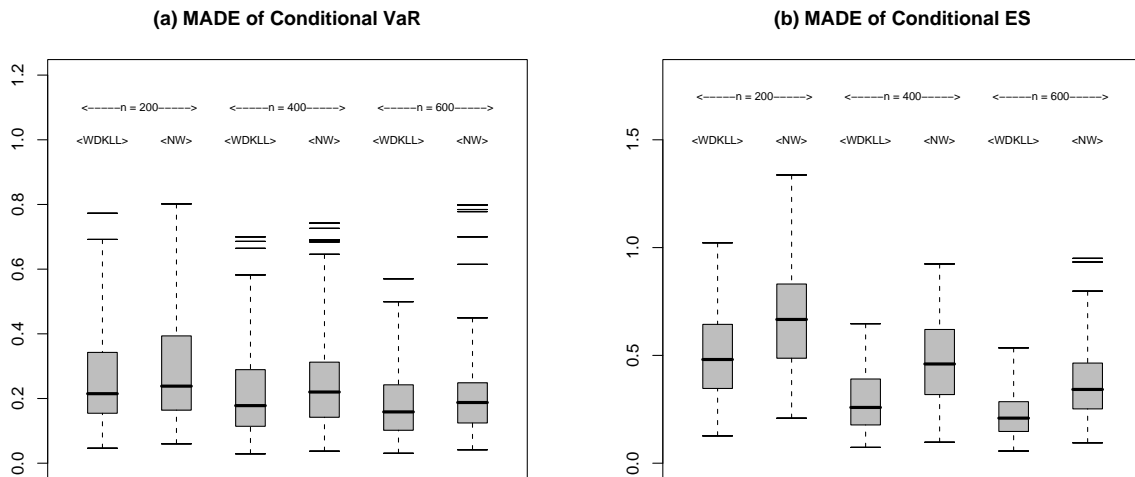 (a) MADE of Conditional VaR
1.2
1.0
0.8
0.6
0.4
0.2
0.0
<-----n = 200----->
<-----n = 400----->
<-----n = 600----->
<WDKLL>
<NW>
<WDKLL>
<NW>
<WDKLL>
<NW>
(b) MADE of Conditional ES
1.5
1.0
0.5
0.0
<-----n = 200----->
<-----n = 400----->
<-----n = 600----->
<WDKLL>
<NW>
<WDKLL>
<NW>
<WDKLL>
<NW>